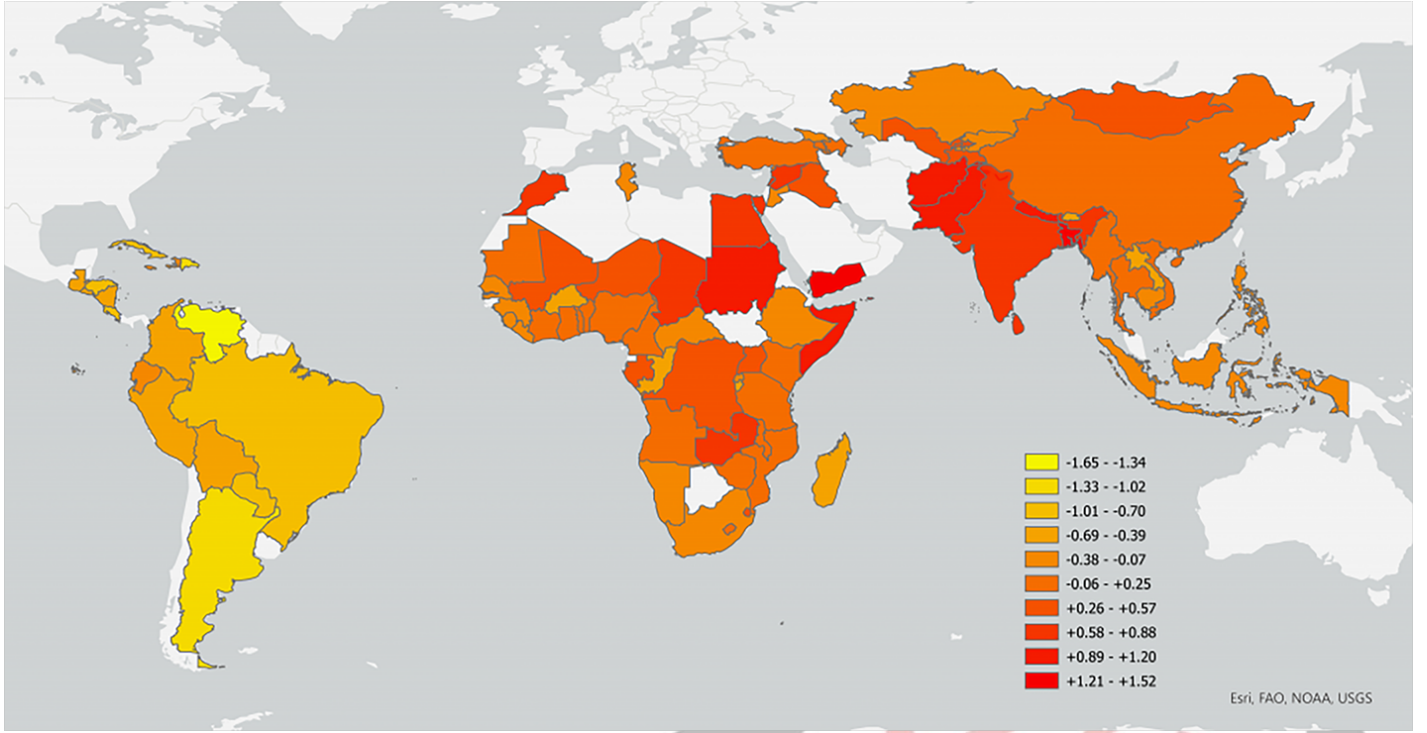 -1.65 - -1.34
-1.33 - -1.02
-1.01 - -0.70
-0.69 - -0.39
-0.38 - -0.07
-0.06 - +0.25
+0.26 - +0.57
+0.58 - +0.88
+0.89 - +1.20
+1.21 - +1.52
Esri, FAO, NOAA, USGS